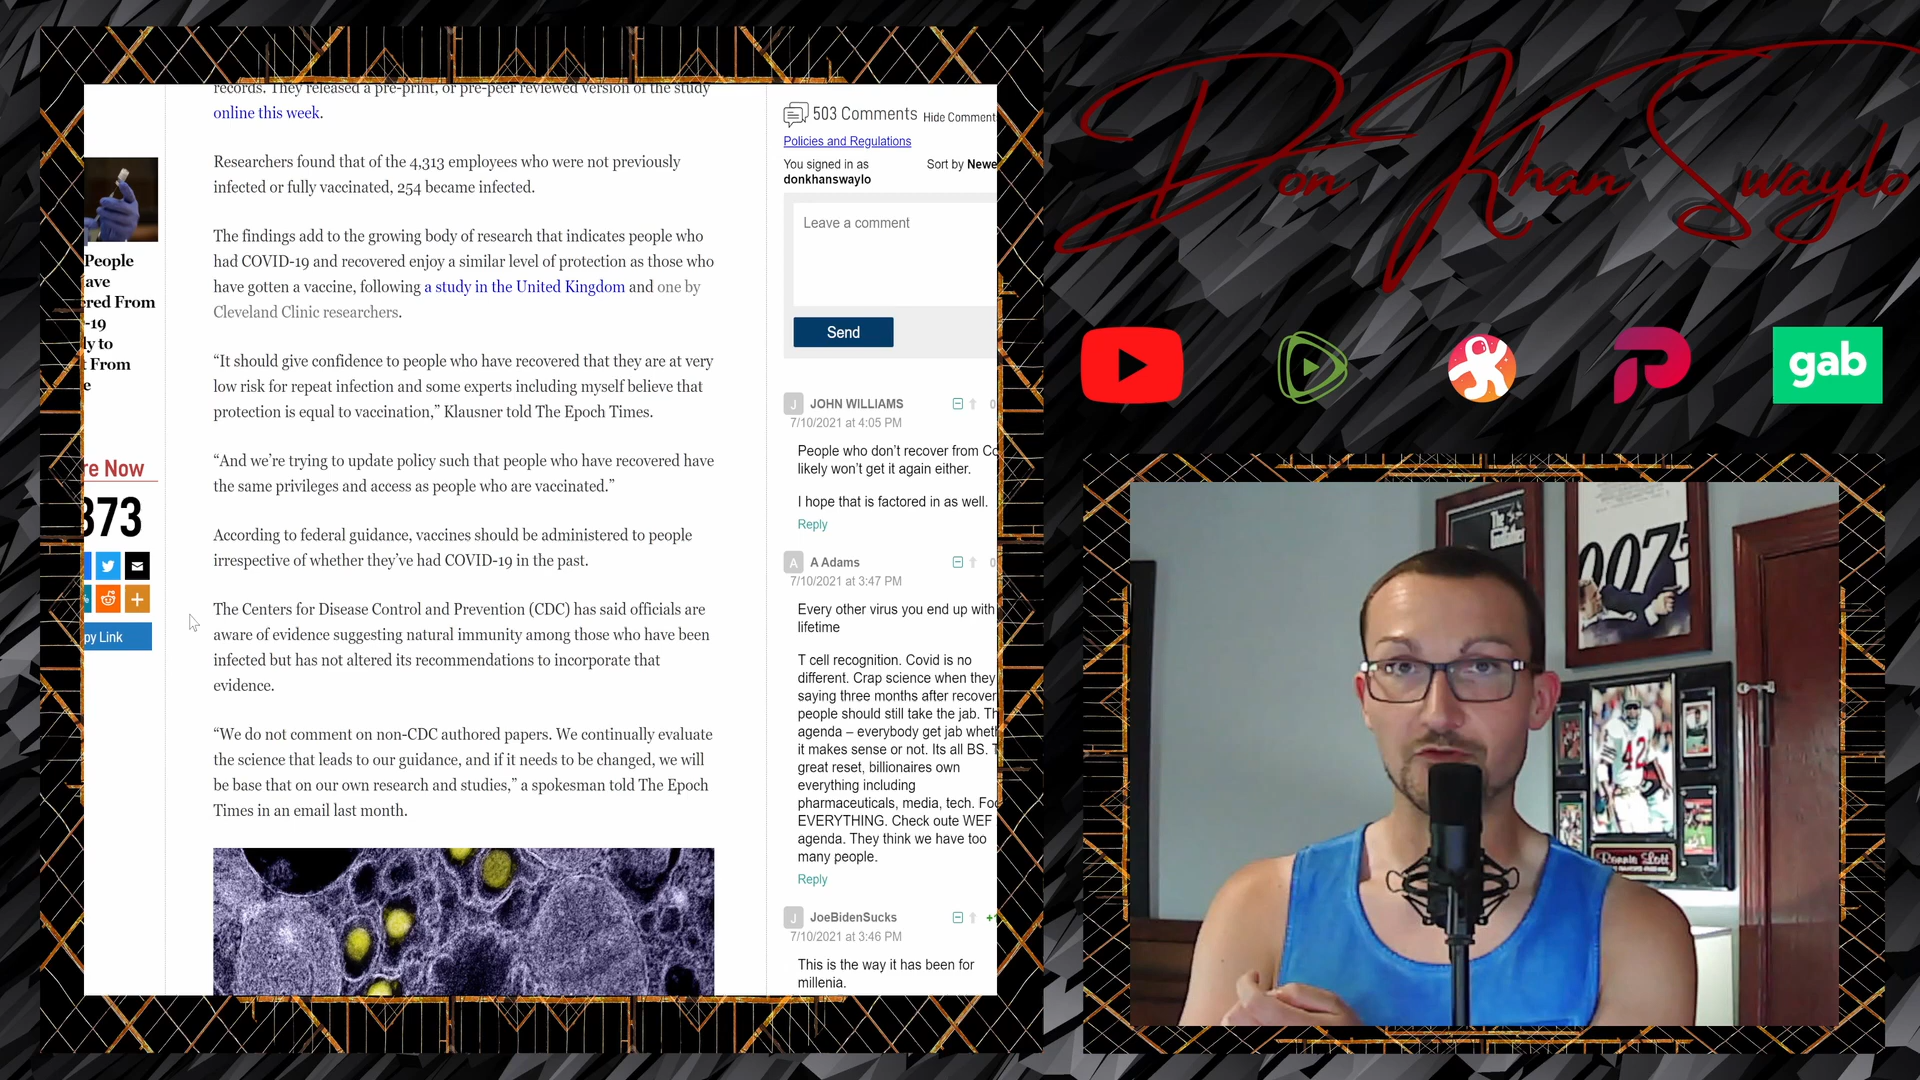 records. They released a pre-print, or pre-peer reviewed version of the study
online this week.
Researchers found that of the 4,313 employees who were not previously
infected or fully vaccinated, 254 became infected.
The findings add to the growing body of research that indicates people who
had COVID-19 and recovered enjoy a similar level of protection as those who
have gotten a vaccine, following a study in the United Kingdom and one by
Cleveland Clinic researchers.
“It should give confidence to people who have recovered that they are at very
low risk for repeat infection and some experts including myself believe that
protection is equal to vaccination,” Klausner told The Epoch Times.
“And we’re trying to update policy such that people who have recovered have
the same privileges and access as people who are vaccinated.”
According to federal guidance, vaccines should be administered to people
irrespective of whether they’ve had COVID-19 in the past.
The Centers for Disease Control and Prevention (CDC) has said officials are
aware of evidence suggesting natural immunity among those who have been
infected but has not altered its recommendations to incorporate that
evidence.
“We do not comment on non-CDC authored papers. We continually evaluate
the science that leads to our guidance, and if it needs to be changed, we will
be base that on our own research and studies,” a spokesman told The Epoch
Times in an email last month.
People
ave
ered From
-19
ly to
t From
e
re Now
373
py Link
503 Comments Hide Comment
Policies and Regulations
You signed in as
donkhanswaylo
Sort by Newe
Leave a comment
Send
J JOHN WILLIAMS 0
7/10/2021 at 4:05 PM
People who don’t recover from Co
likely won’t get it again either.
I hope that is factored in as well.
Reply
A A Adams 0
7/10/2021 at 3:47 PM
Every other virus you end up with
lifetime
T cell recognition. Covid is no
different. Crap science when they
saying three months after recover
people should still take the jab. Th
agenda – everybody get jab wheth
it makes sense or not. Its all BS. T
great reset, billionaires own
everything including
pharmaceuticals, media, tech. Foo
EVERYTHING. Check oute WEF
agenda. They think we have too
many people.
Reply
J JoeBidenSucks +1
7/10/2021 at 3:46 PM
This is the way it has been for
millenia.
Don Khan Swaylo
gab
The
007
42
Ronnie Lott